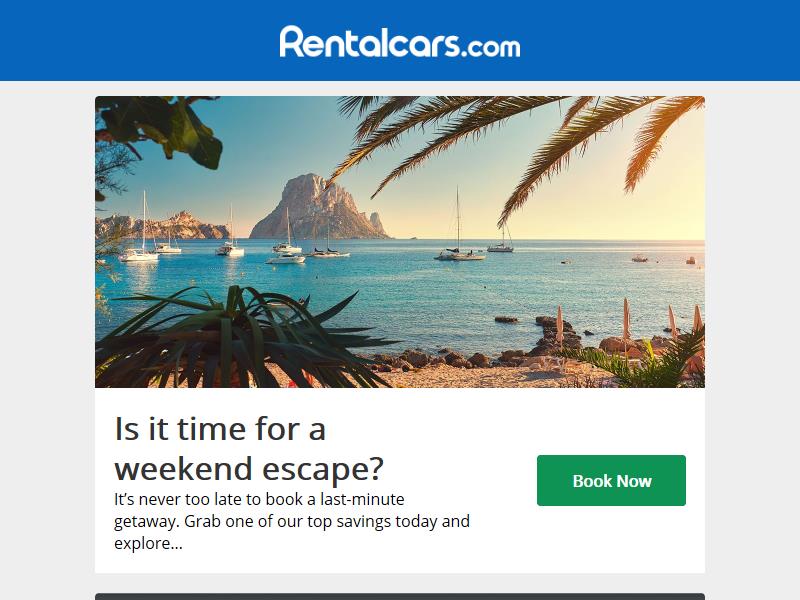 Rentalcars.com
Is it time for a
weekend escape?
It’s never too late to book a last-minute
getaway. Grab one of our top savings today and
explore...
Book Now